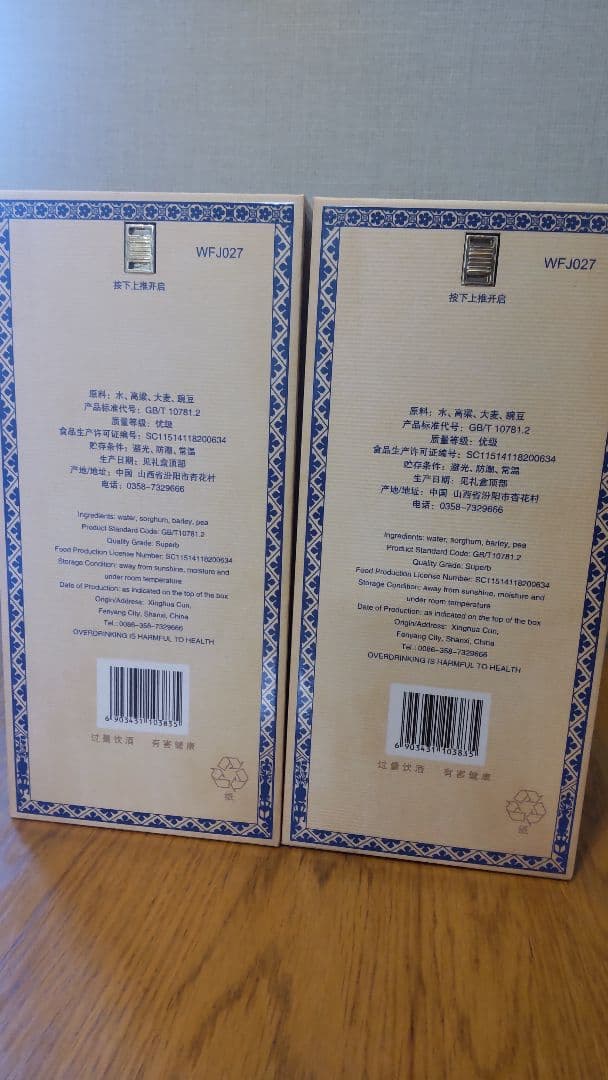 WFJ027
按下上推开启
原料：水、高粱、大麦、豌豆
产品标准代号：GB/T 10781.2
质量等级：优级
食品生产许可证编号：SC11514118200634
贮存条件：避光、防潮、常温
生产日期：见礼盒顶部
产地/地址：中国 山西省汾阳市杏花村
电话：0358-7329666
Ingredients: water, sorghum, barley, pea
Product Standard Code: GB/T10781.2
Quality Grade: Superb
Food Production License Number: SC11514118200634
Storage Condition: away from sunshine, moisture and
under room temperature
Date of Production: as indicated on the top of the box
Origin/Address: Xinghua Cun,
Fenyang City, Shanxi, China
Tel.: 0086-358-7329666
OVERDRINKING IS HARMFUL TO HEALTH
6 903431 103835
过量饮酒 有害健康
纸
WFJ027
按下上推开启
原料：水、高粱、大麦、豌豆
产品标准代号：GB/T 10781.2
质量等级：优级
食品生产许可证编号：SC11514118200634
贮存条件：避光、防潮、常温
生产日期：见礼盒顶部
产地/地址：中国 山西省汾阳市杏花村
电话：0358-7329666
Ingredients: water, sorghum, barley, pea
Product Standard Code: GB/T10781.2
Quality Grade: Superb
Food Production License Number: SC11514118200634
Storage Condition: away from sunshine, moisture and
under room temperature
Date of Production: as indicated on the top of the box
Origin/Address: Xinghua Cun,
Fenyang City, Shanxi, China
Tel.: 0086-358-7329666
OVERDRINKING IS HARMFUL TO HEALTH
6 903431 103835
过量饮酒 有害健康
纸